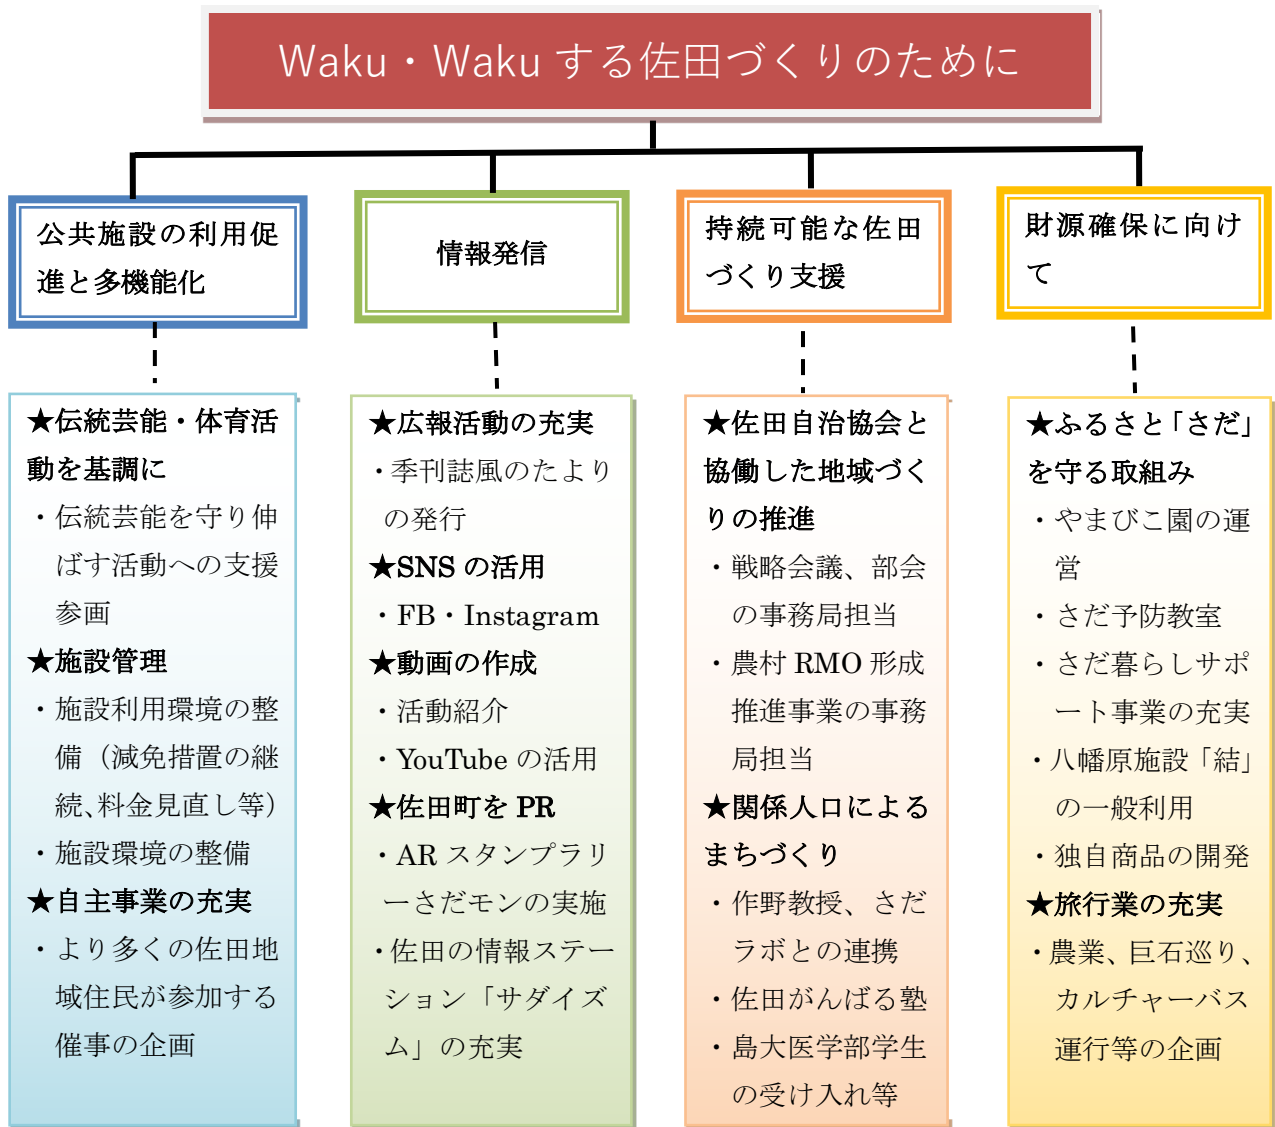 Waku・Waku する佐田づくりのために
公共施設の利用促
進と多機能化
★伝統芸能・体育活
動を基調に
・伝統芸能を守り伸
ばす活動への支援
参画
★施設管理
・施設利用環境の整
備（減免措置の継
続、料金見直し等）
・施設環境の整備
★自主事業の充実
・より多くの佐田地
域住民が参加する
催事の企画
情報発信
★広報活動の充実
・季刊誌風のたより
の発行
★SNS の活用
・FB・Instagram
★動画の作成
・活動紹介
・YouTube の活用
★佐田町を PR
・AR スタンプラリ
ーさだモンの実施
・佐田の情報ステー
ション「サダイズ
ム」の充実
持続可能な佐田
づくり支援
★佐田自治協会と
協働した地域づく
りの推進
・戦略会議、部会
の事務局担当
・農村 RMO 形成
推進事業の事務
局担当
★関係人口による
まちづくり
・作野教授、さだ
ラボとの連携
・佐田がんばる塾
・島大医学部学生
の受け入れ等
財源確保に向け
て
★ふるさと「さだ」
を守る取組み
・やまびこ園の運
営
・さだ予防教室
・さだ暮らしサポ
ート事業の充実
・八幡原施設「結」
の一般利用
・独自商品の開発
★旅行業の充実
・農業、巨石巡り、
カルチャーバス
運行等の企画